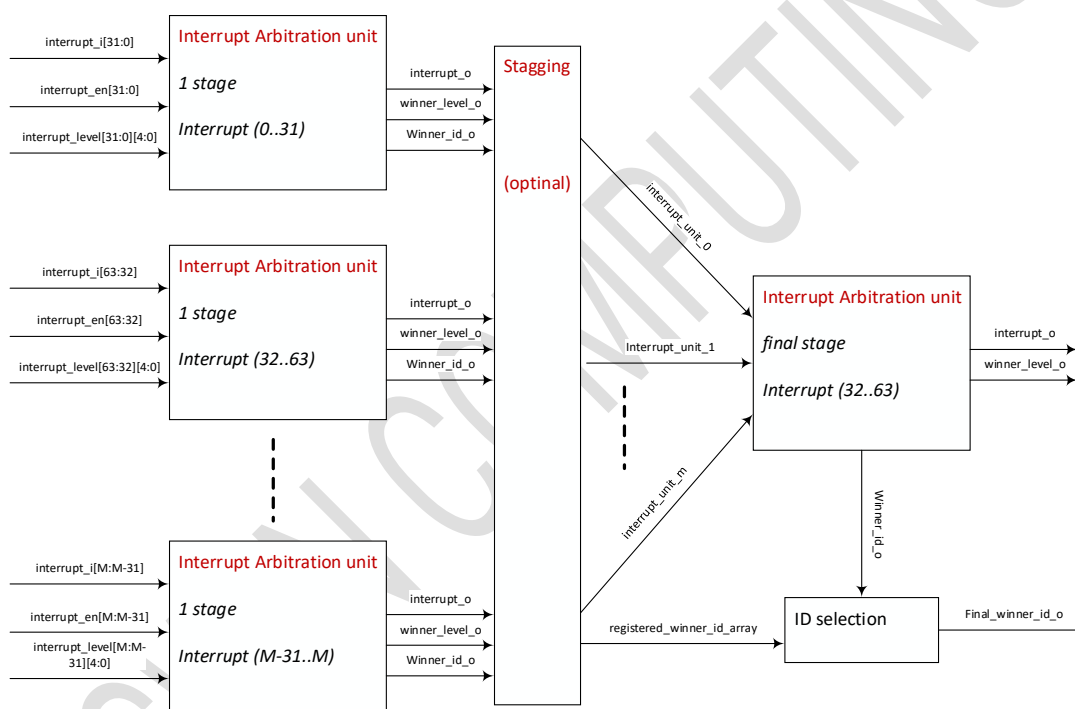 interrupt_i[31:0]
interrupt_en[31:0]
interrupt_level[31:0][4:0]
Interrupt Arbitration unit
1 stage
Interrupt (0..31)
interrupt_o
winner_level_o
Winner_id_o
interrupt_i[63:32]
interrupt_en[63:32]
interrupt_level[63:32][4:0]
Interrupt Arbitration unit
1 stage
Interrupt (32..63)
interrupt_o
winner_level_o
Winner_id_o
interrupt_i[M:M-31]
interrupt_en[M:M-31]
interrupt_level[M:M-
31][4:0]
Interrupt Arbitration unit
1 stage
Interrupt (M-31..M)
interrupt_o
winner_level_o
Winner_id_o
Stagging
(optinal)
interrupt_unit_0
Interrupt_unit_1
interrupt_unit_m
registered_winner_id_array
Interrupt Arbitration unit
final stage
Interrupt (32..63)
interrupt_o
winner_level_o
Winner_id_o
ID selection
Final_winner_id_o
COMPUTING